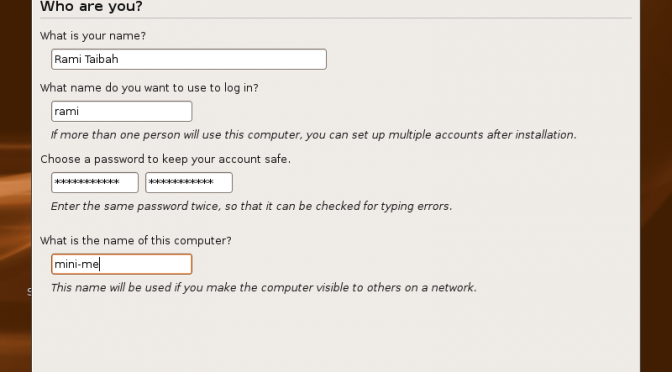 Who are you?
What is your name?
Rami Taibah
What name do you want to use to log in?
rami
If more than one person will use this computer, you can set up multiple accounts after installation.
Choose a password to keep your account safe.
*********** ***********
Enter the same password twice, so that it can be checked for typing errors.
What is the name of this computer?
mini-me
This name will be used if you make the computer visible to others on a network.